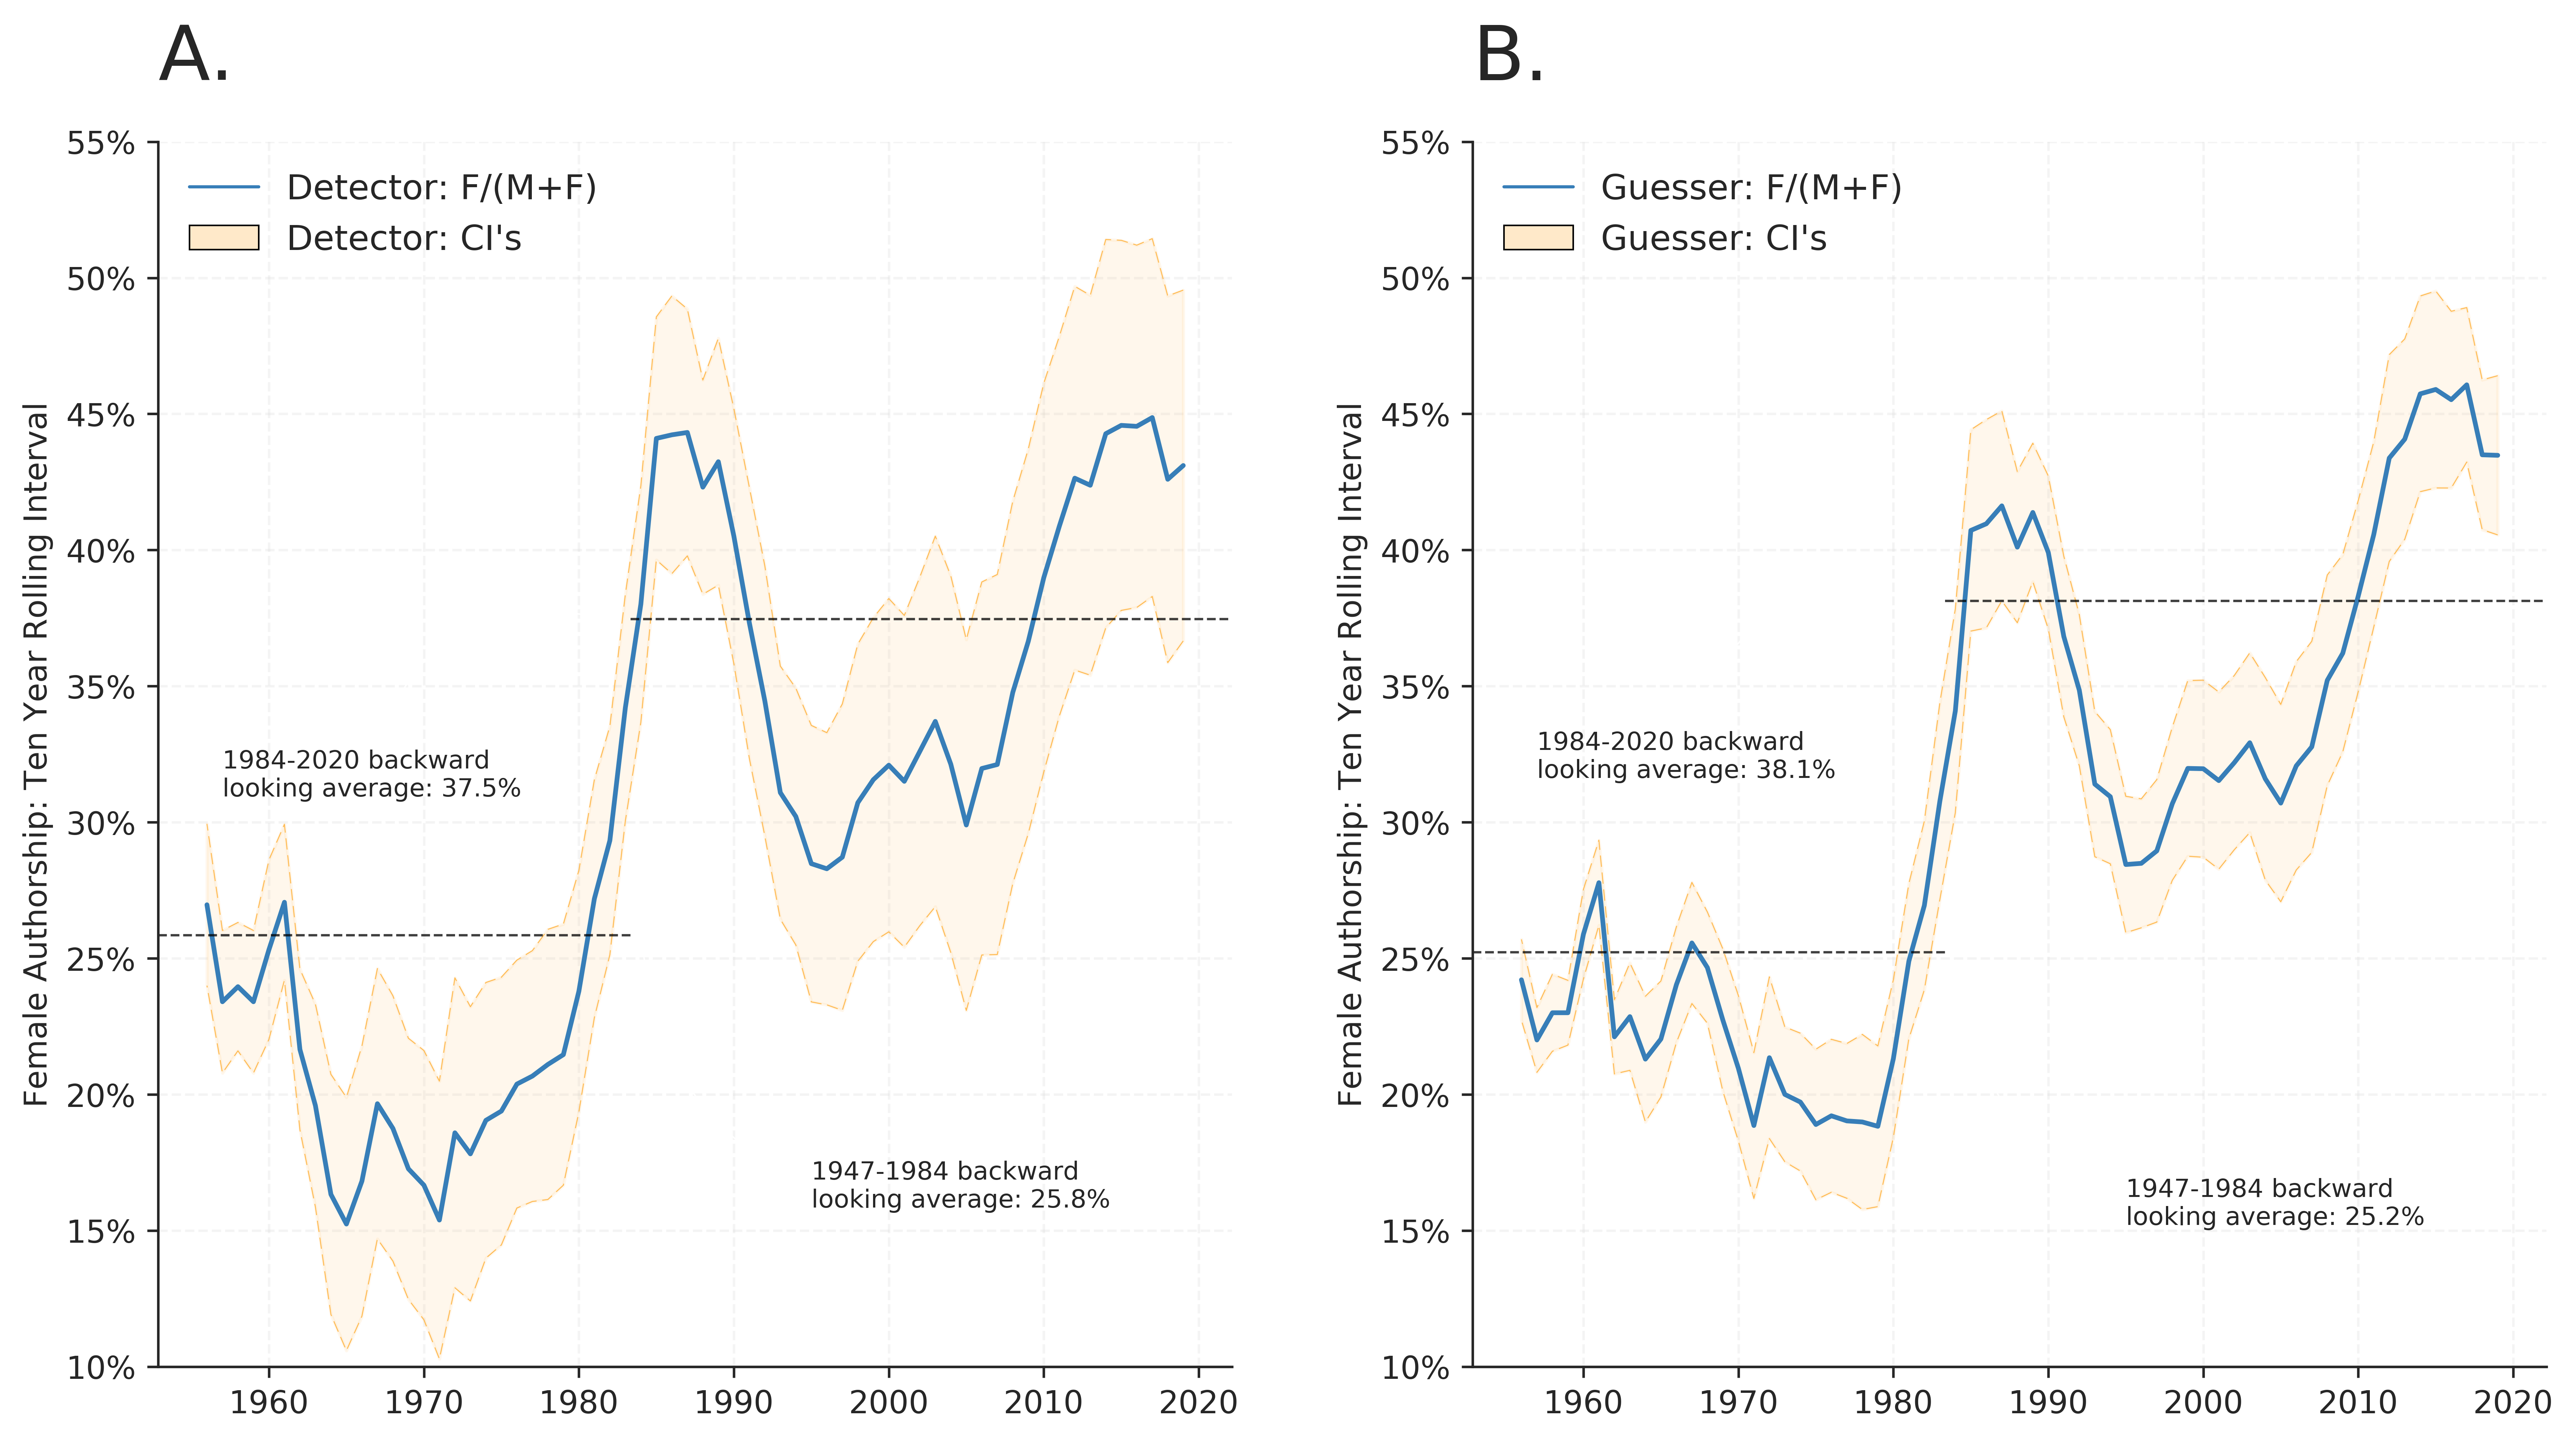 A.
Female Authorship: Ten Year Rolling Interval
55%
50%
45%
40%
35%
30%
25%
20%
15%
10%
Detector: F/(M+F)
Detector: CI's
1984-2020 backward
looking average: 37.5%
1947-1984 backward
looking average: 25.8%
1960
1970
1980
1990
2000
2010
2020
B.
Female Authorship: Ten Year Rolling Interval
55%
50%
45%
40%
35%
30%
25%
20%
15%
10%
Guesser: F/(M+F)
Guesser: CI's
1984-2020 backward
looking average: 38.1%
1947-1984 backward
looking average: 25.2%
1960
1970
1980
1990
2000
2010
2020